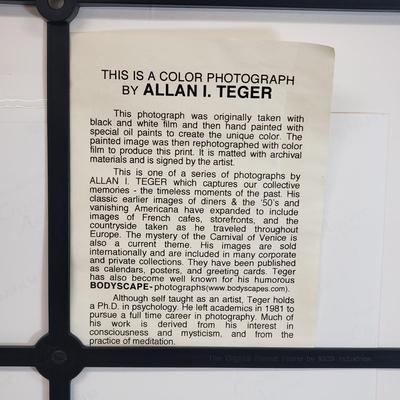 THIS IS A COLOR PHOTOGRAPH
BY ALLAN I. TEGER
This photograph was originally taken with
black and white film and then hand painted with
special oil paints to create the unique color. The
painted image was then rephotographed with color
film to produce this print. It is matted with archival
materials and is signed by the artist.
This is one of a series of photographs by
ALLAN I. TEGER which captures our collective
memories - the timeless moments of the past. His
classic earlier images of diners & the '50's and
vanishing Americana have expanded to include
images of French cafes, storefronts, and the
countryside taken as he traveled throughout
Europe. The mystery of the Carnival of Venice is
also a current theme. His images are sold
internationally and are included in many corporate
and private collections. They have been published
as calendars, posters, and greeting cards. Teger
has also become well known for his humorous
BODYSCAPE-photographs(www.bodyscapes.com).
Although self taught as an artist, Teger holds
a Ph.D. in psychology. He left academics in 1981 to
pursue a full time career in photography. Much of
his work is derived from his interest in
consciousness and mysticism, and from the
practice of meditation.